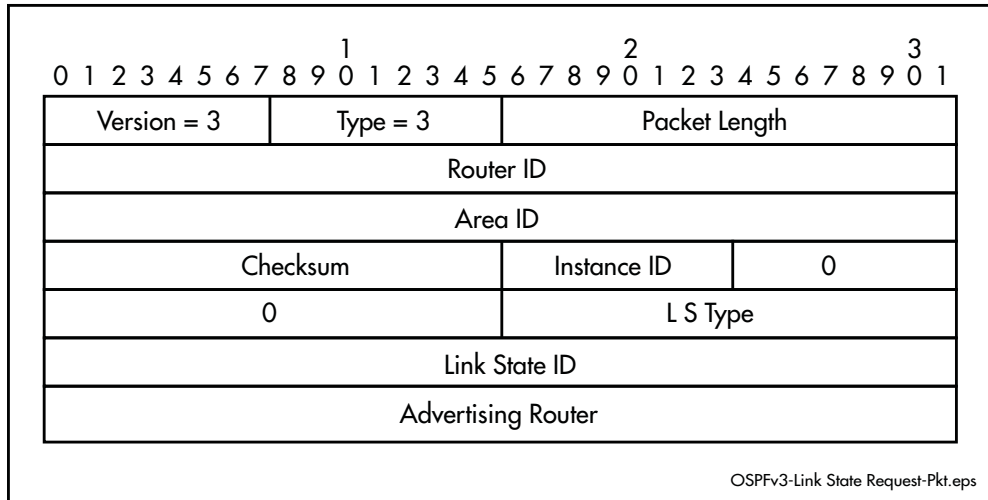 1 2 3
0 1 2 3 4 5 6 7 8 9 0 1 2 3 4 5 6 7 8 9 0 1 2 3 4 5 6 7 8 9 0 1
Version = 3 Type = 3 Packet Length
Router ID
Area ID
Checksum Instance ID 0
0 L S Type
Link State ID
Advertising Router
OSPFv3-Link State Request-Pkt.eps